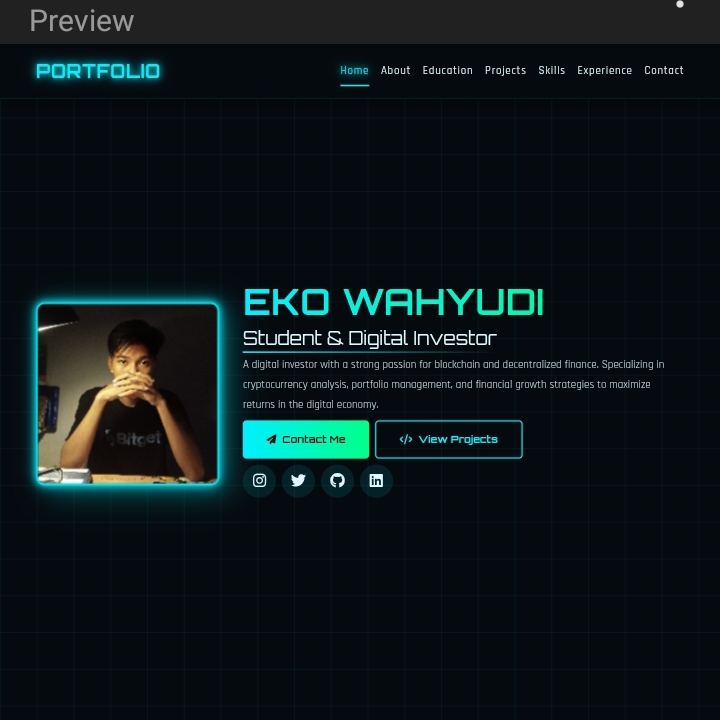 Preview
PORTFOLIO
Home About Education Projects Skills Experience Contact
EKO WAHYUDI
Student & Digital Investor
A digital investor with a strong passion for blockchain and decentralized finance. Specializing in
cryptocurrency analysis, portfolio management, and financial growth strategies to maximize
returns in the digital economy.
Bitget
Contact Me
View Projects